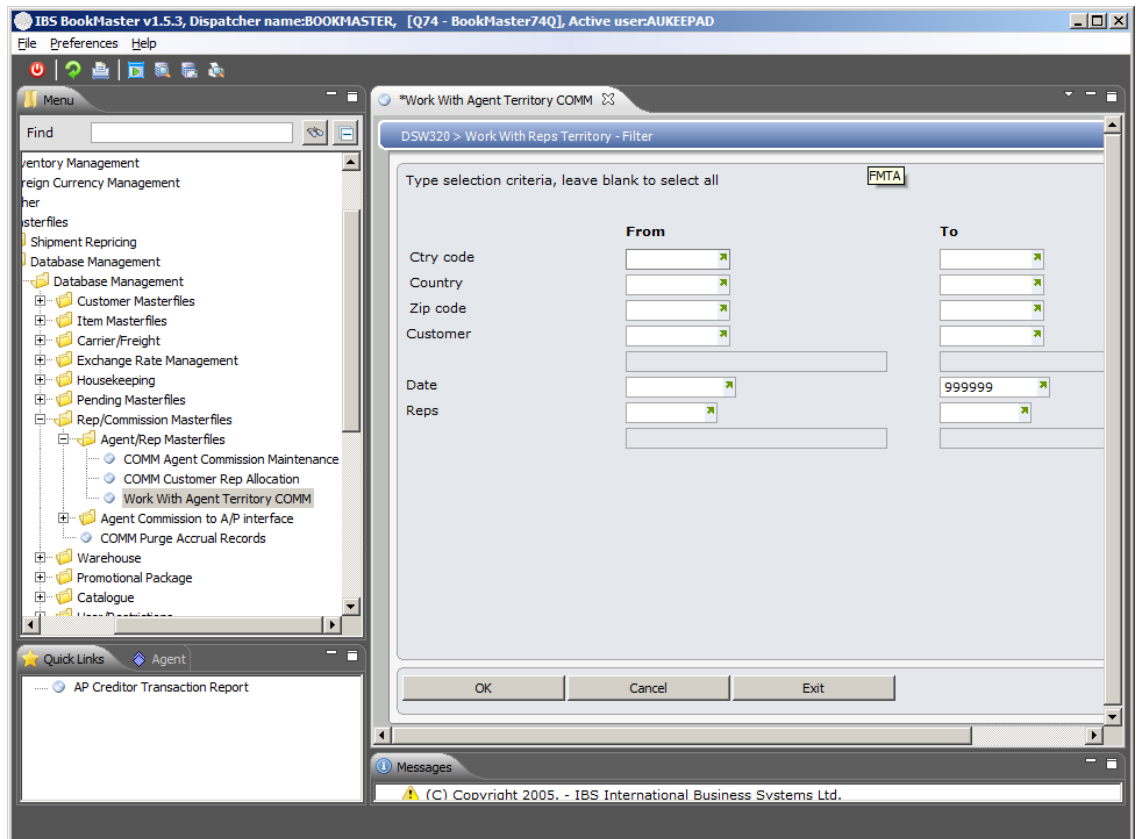 IBS BookMaster v1.5.3, Dispatcher name:BOOKMASTER, [Q74 - BookMaster74Q], Active user:AUKEEPAD
File Preferences Help
Menu
Find
ventory Management
reign Currency Management
her
sterfiles
Shipment Repricing
Database Management
Database Management
Customer Masterfiles
Item Masterfiles
Carrier/Freight
Exchange Rate Management
Housekeeping
Pending Masterfiles
Rep/Commission Masterfiles
Agent/Rep Masterfiles
COMM Agent Commission Maintenance
COMM Customer Rep Allocation
Work With Agent Territory COMM
Agent Commission to A/P interface
COMM Purge Accrual Records
Warehouse
Promotional Package
Catalogue
Quick Links Agent
AP Creditor Transaction Report
*Work With Agent Territory COMM
DSW320 > Work With Reps Territory - Filter
Type selection criteria, leave blank to select all
FMTA
From To
Ctry code
Country
Zip code
Customer
Date 999999
Reps
OK Cancel Exit
Messages
(C) Copyright 2005. - IBS International Business Systems Ltd.